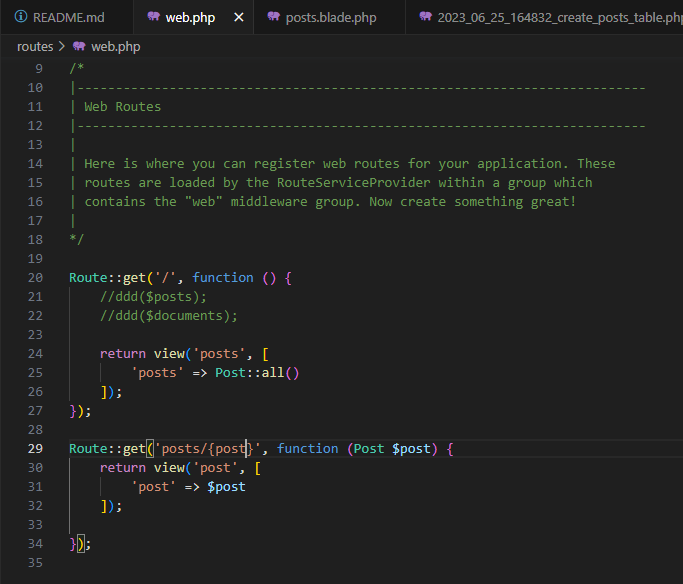 README.md web.php × posts.blade.php 2023_06_25_164832_create_posts_table.php
routes > web.php
9 /*
10 |--------------------------------------------------------------------------
11 | Web Routes
12 |--------------------------------------------------------------------------
13 |
14 | Here is where you can register web routes for your application. These
15 | routes are loaded by the RouteServiceProvider within a group which
16 | contains the "web" middleware group. Now create something great!
17 |
18 */
19
20 Route::get('/', function () {
21     //ddd($posts);
22     //ddd($documents);
23
24     return view('posts', [
25         'posts' => Post::all()
26     ]);
27 });
28
29 Route::get('posts/{post}', function (Post $post) {
30     return view('post', [
31         'post' => $post
32     ]);
33
34 });
35